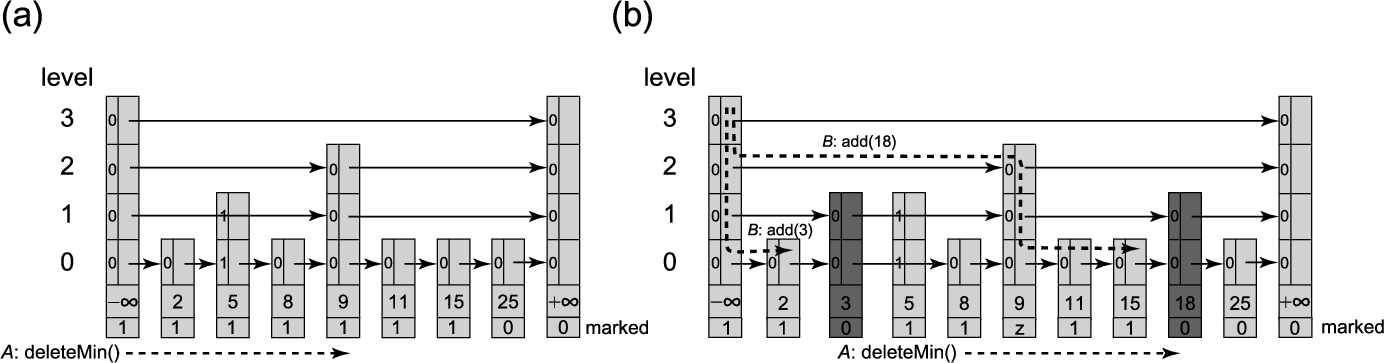 (a)
level
3 0 0
2 0 0 0
1 0 1 0 0
0 0 0 1 0 0 0 0 0 0
−∞ 2 5 8 9 11 15 25 +∞
1 1 1 1 1 1 1 0 0 marked
A: deleteMin()
(b)
level
3 0 0
B: add(18)
2 0 0 0
1 0 0 1 0 0 0
B: add(3)
0 0 0 0 1 0 0 0 0 0 0 0
−∞ 2 3 5 8 9 11 15 18 25 +∞
1 1 0 1 1 z 1 1 0 0 0 marked
A: deleteMin()